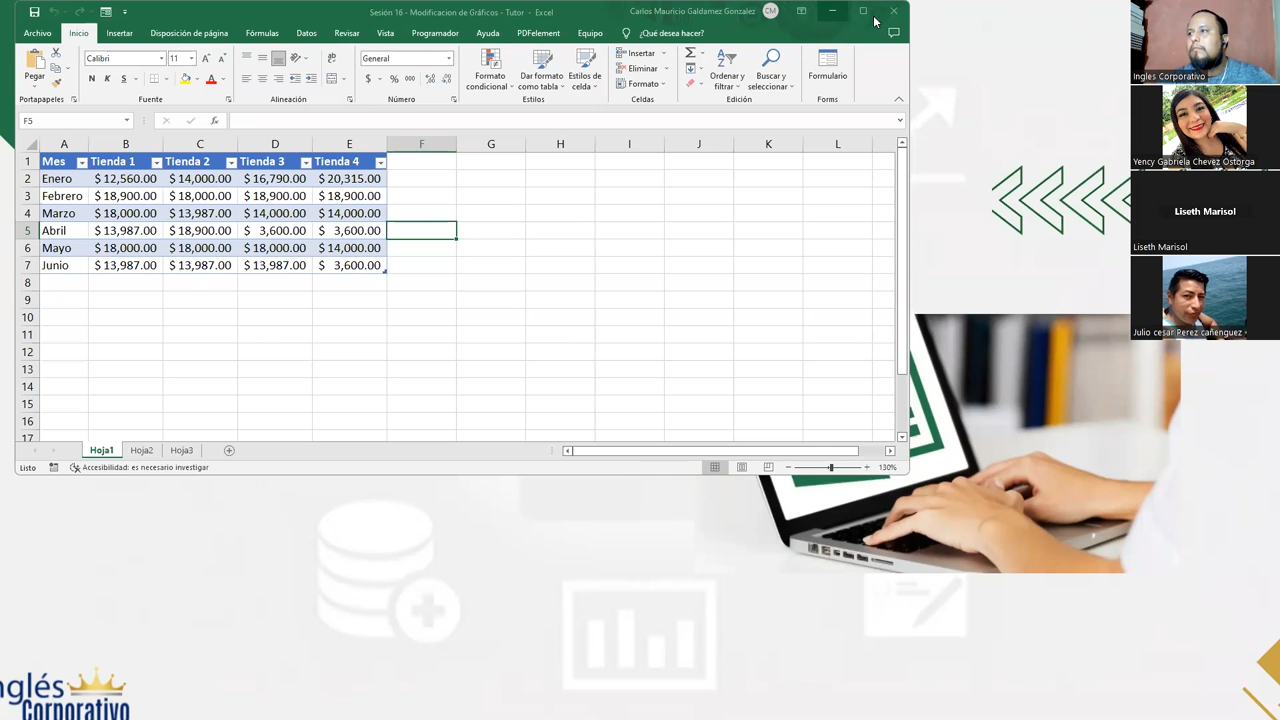 Sesión 16 - Modificacion de Gráficos - Tutor - Excel
Carlos Mauricio Galdamez Gonzalez
CM
Archivo Inicio Insertar Disposición de página Fórmulas Datos Revisar Vista Programador Ayuda PDFelement Equipo ¿Qué desea hacer?
Pegar
Calibri 11
N K S
General
$ % 000
Formato condicional
Dar formato como tabla
Estilos de celda
Insertar
Eliminar
Formato
Ordenar y filtrar
Buscar y seleccionar
Formulario
Portapapeles Fuente Alineación Número Estilos Celdas Edición Forms
F5
fx
A B C D E F G H I J K L
1 Mes Tienda 1 Tienda 2 Tienda 3 Tienda 4
2 Enero $ 12,560.00 $ 14,000.00 $ 16,790.00 $ 20,315.00
3 Febrero $ 18,900.00 $ 18,000.00 $ 18,900.00 $ 18,900.00
4 Marzo $ 18,000.00 $ 13,987.00 $ 14,000.00 $ 14,000.00
5 Abril $ 13,987.00 $ 18,900.00 $ 3,600.00 $ 3,600.00
6 Mayo $ 18,000.00 $ 18,000.00 $ 18,000.00 $ 14,000.00
7 Junio $ 13,987.00 $ 13,987.00 $ 13,987.00 $ 3,600.00
8
9
10
11
12
13
14
15
16
17
Hoja1 Hoja2 Hoja3
Listo Accesibilidad: es necesario investigar 130%
Ingles Corporativo
Yency Gabriela Chevez Ostorga
Liseth Marisol
Liseth Marisol
Julio cesar Perez cañenguez
nglés
Corporativo